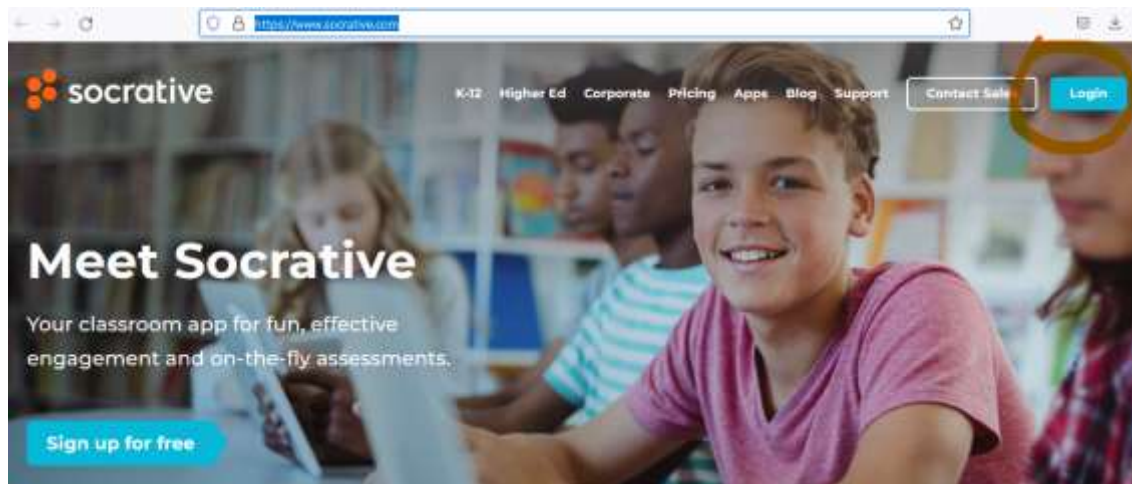 https://www.socrative.com
socrative
K-12 Higher Ed Corporate Pricing Apps Blog Support Contact Sales Login
Meet Socrative
Your classroom app for fun, effective
engagement and on-the-fly assessments.
Sign up for free